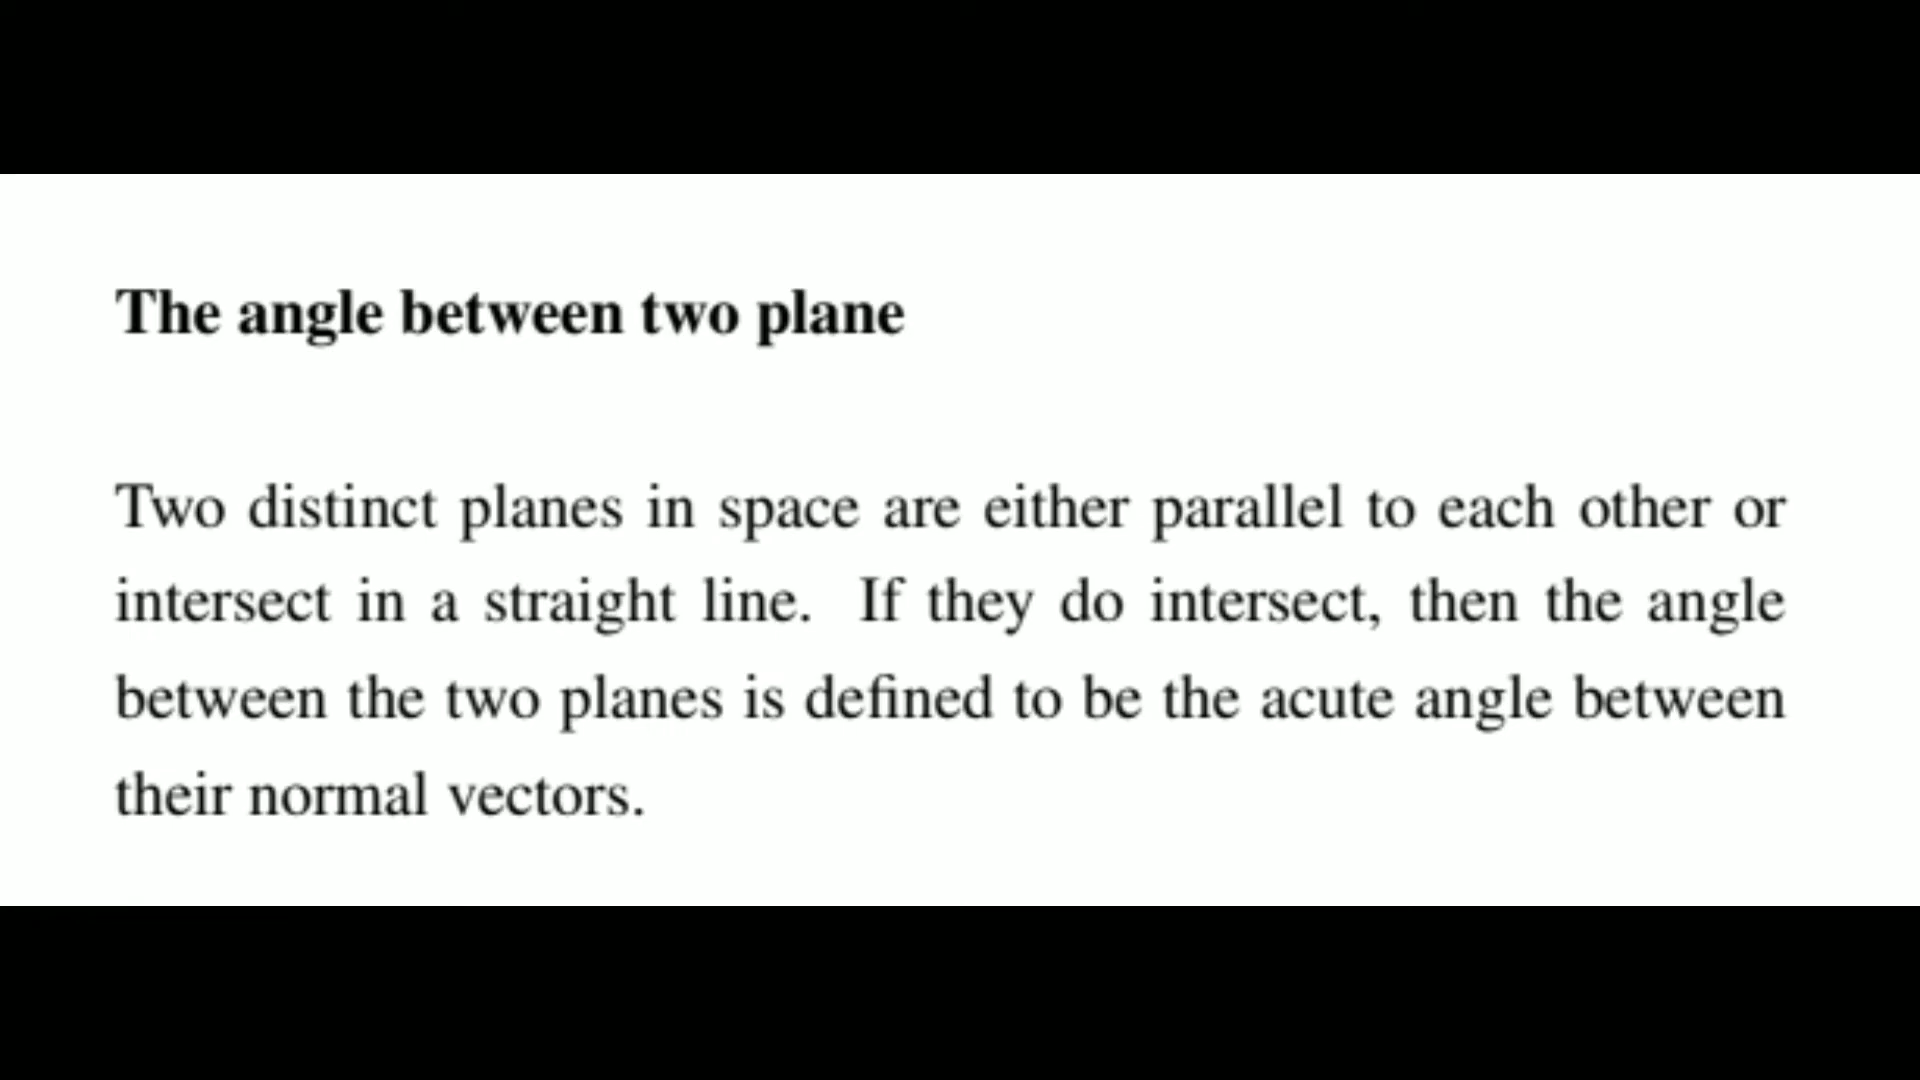 The angle between two plane
Two distinct planes in space are either parallel to each other or
intersect in a straight line. If they do intersect, then the angle
between the two planes is defined to be the acute angle between
their normal vectors.